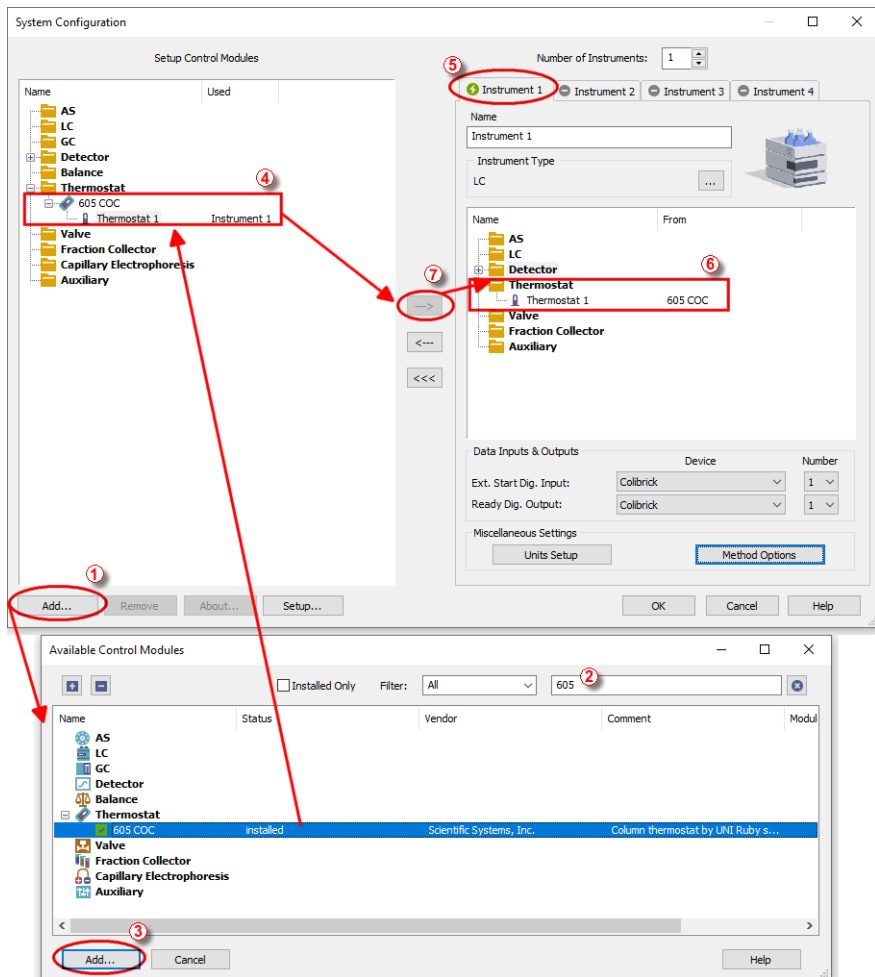 System Configuration
Setup Control Modules
Number of Instruments: 1
⑤
Name Used
AS
LC
GC
Detector
Balance
Thermostat
④
605 COC
Thermostat 1 Instrument 1
Valve
Fraction Collector
Capillary Electrophoresis
Auxiliary
Instrument 1 Instrument 2 Instrument 3 Instrument 4
Name
Instrument 1
Instrument Type
LC ...
Name From
AS
LC
Detector
⑥
Thermostat
Thermostat 1 605 COC
Valve
Fraction Collector
Auxiliary
⑦
--->
<---
<<<
Data Inputs & Outputs
Device Number
Ext. Start Dig. Input: Colibrick 1
Ready Dig. Output: Colibrick 1
Miscellaneous Settings
Units Setup Method Options
①
Add... Remove About... Setup... OK Cancel Help
Available Control Modules
Installed Only Filter: All 605 ②
Name Status Vendor Comment Modul
AS
LC
GC
Detector
Balance
Thermostat
605 COC installed Scientific Systems, Inc. Column thermostat by UNI Ruby s...
Valve
Fraction Collector
Capillary Electrophoresis
Auxiliary
③
Add... Cancel Help